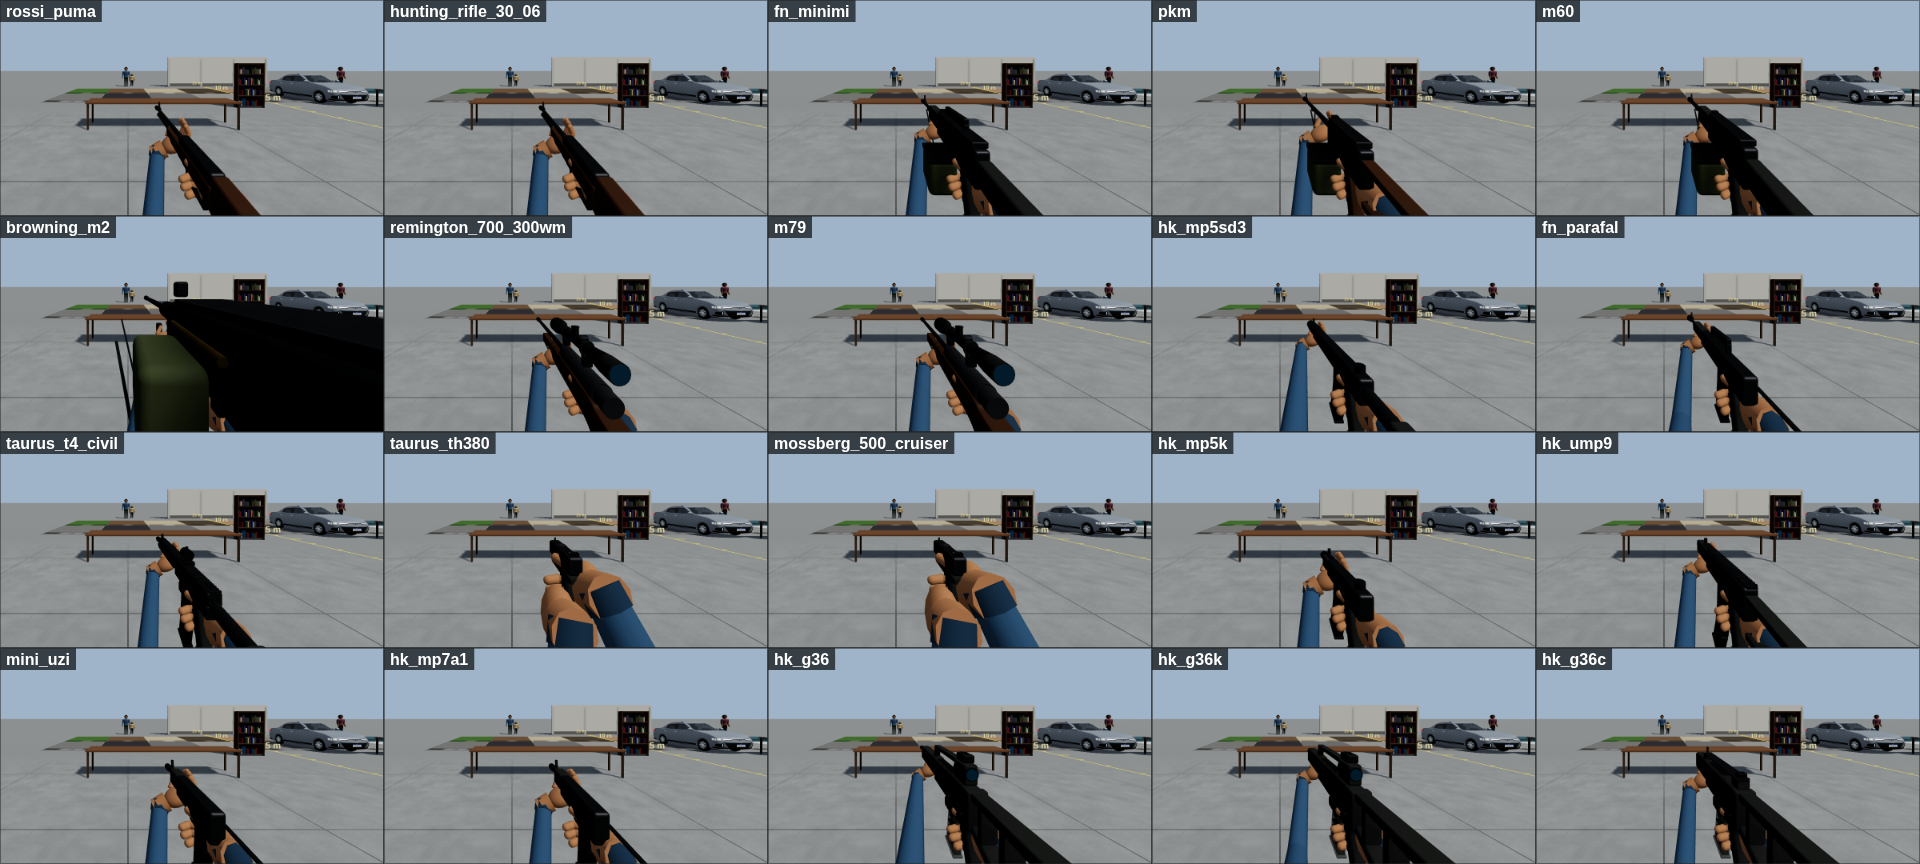 rossi_puma
hunting_rifle_30_06
fn_minimi
pkm
m60
browning_m2
remington_700_300wm
m79
hk_mp5sd3
fn_parafal
taurus_t4_civil
taurus_th380
mossberg_500_cruiser
hk_mp5k
hk_ump9
mini_uzi
hk_mp7a1
hk_g36
hk_g36k
hk_g36c